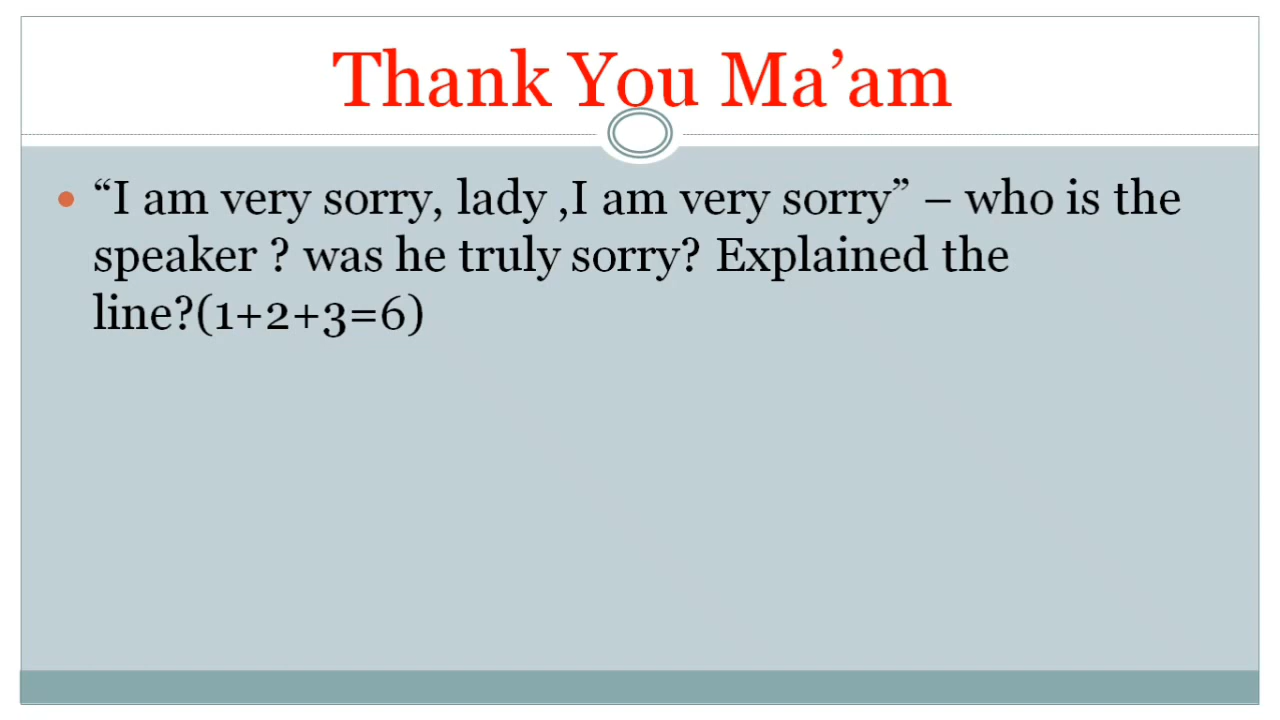 Thank You Ma’am
“I am very sorry, lady ,I am very sorry” – who is the
speaker ? was he truly sorry? Explained the
line?(1+2+3=6)